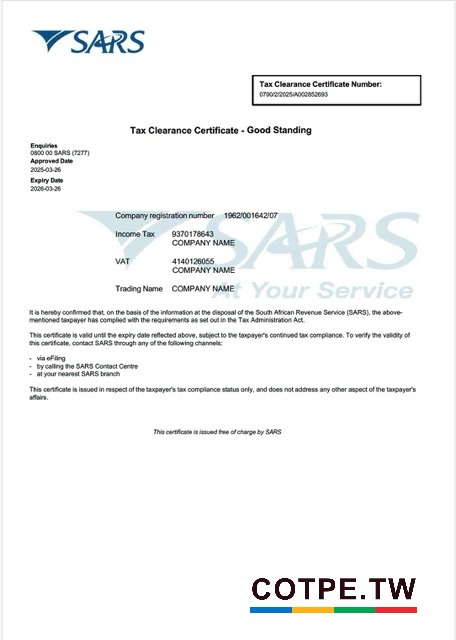 SARS
Tax Clearance Certificate Number:
0700/2/2025/A002852693
Tax Clearance Certificate - Good Standing
Enquiries
0800 00 SARS (7277)
Approved Date
2025-03-26
Expiry Date
2026-03-26
SARS
At Your Service
Company registration number 1962/001642/07
Income Tax 9370178643
COMPANY NAME
VAT 4140126055
COMPANY NAME
Trading Name COMPANY NAME
It is hereby confirmed that, on the basis of the information at the disposal of the South African Revenue Service (SARS), the above-
mentioned taxpayer has complied with the requirements as set out in the Tax Administration Act.
This certificate is valid until the expiry date reflected above, subject to the taxpayer's continued tax compliance. To verify the validity of
this certificate, contact SARS through any of the following channels:
- via eFiling
- by calling the SARS Contact Centre
- at your nearest SARS branch
This certificate is issued in respect of the taxpayer's tax compliance status only, and does not address any other aspect of the taxpayer's
affairs.
This certificate is issued free of charge by SARS
COTPE.TW